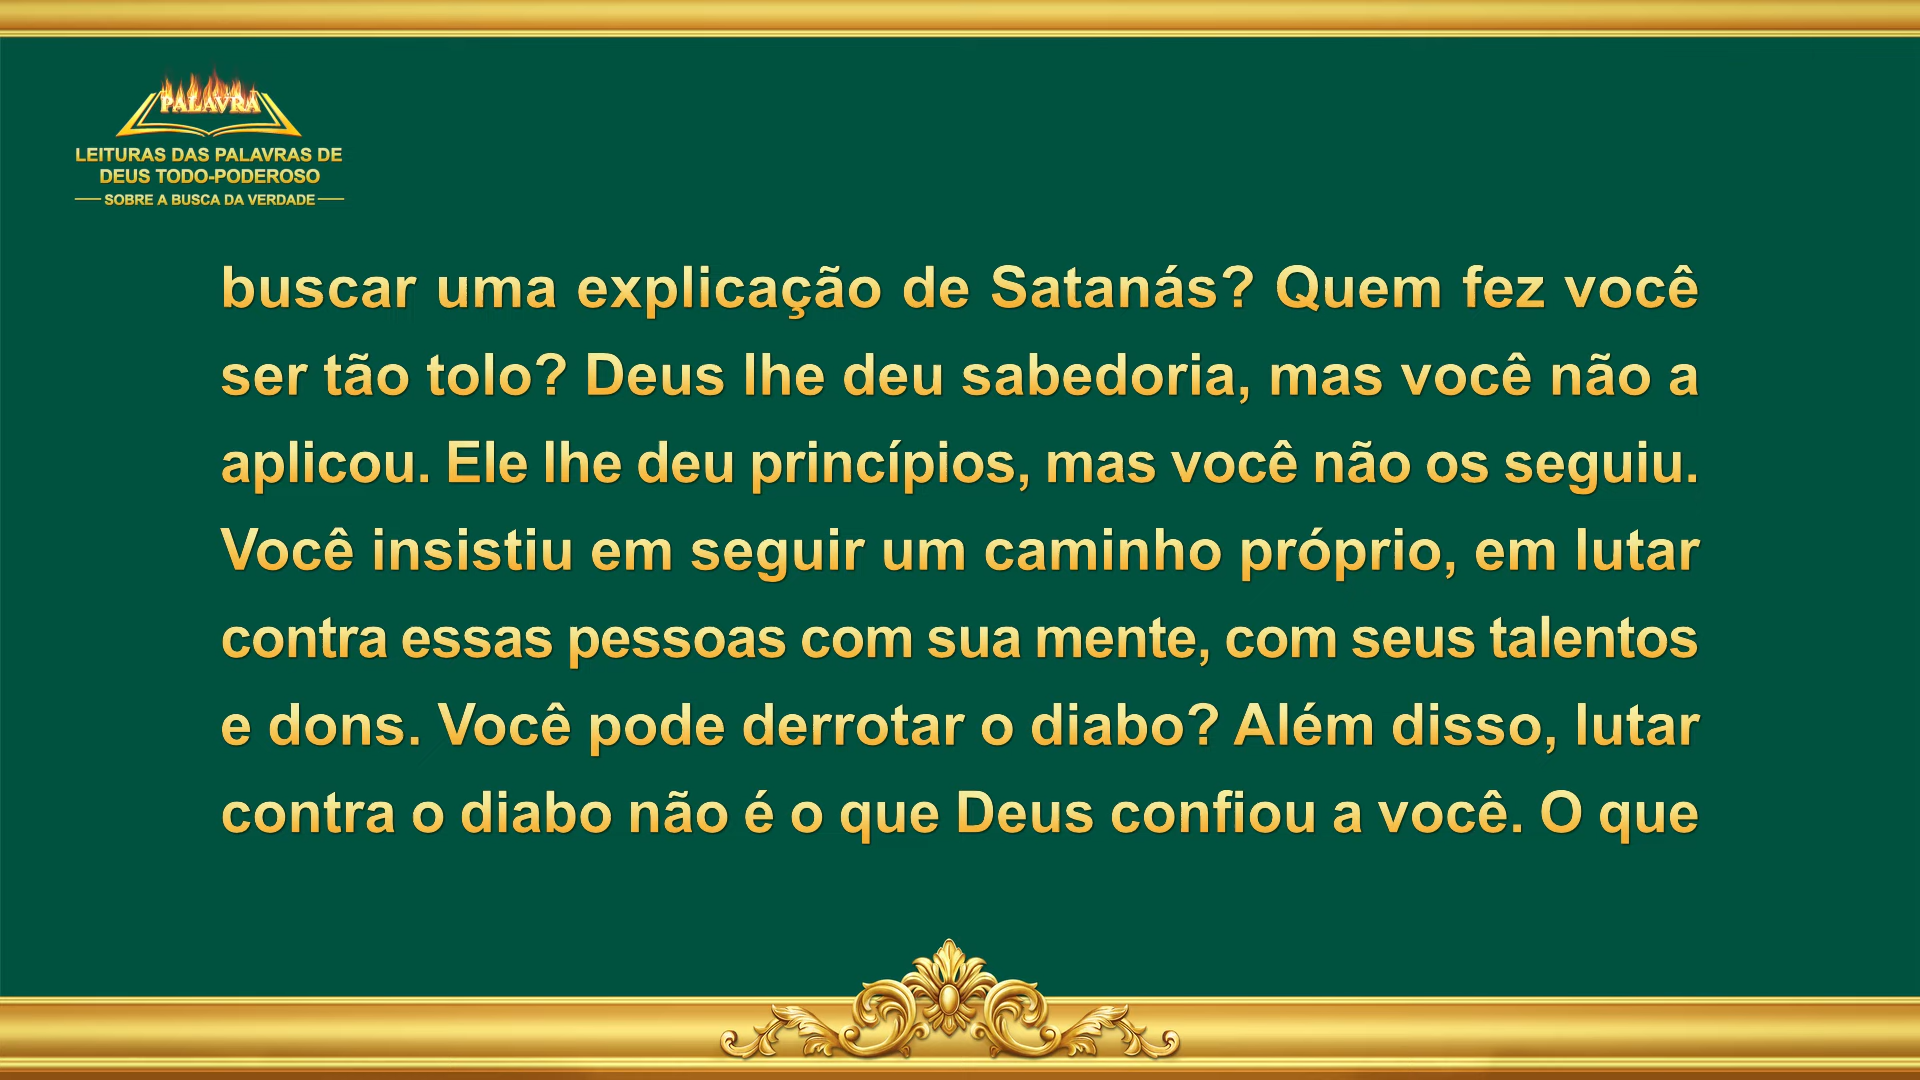 PALAVRA
LEITURAS DAS PALAVRAS DE
DEUS TODO-PODEROSO
SOBRE A BUSCA DA VERDADE
buscar uma explicação de Satanás? Quem fez você
ser tão tolo? Deus lhe deu sabedoria, mas você não a
aplicou. Ele lhe deu princípios, mas você não os seguiu.
Você insistiu em seguir um caminho próprio, em lutar
contra essas pessoas com sua mente, com seus talentos
e dons. Você pode derrotar o diabo? Além disso, lutar
contra o diabo não é o que Deus confiou a você. O que